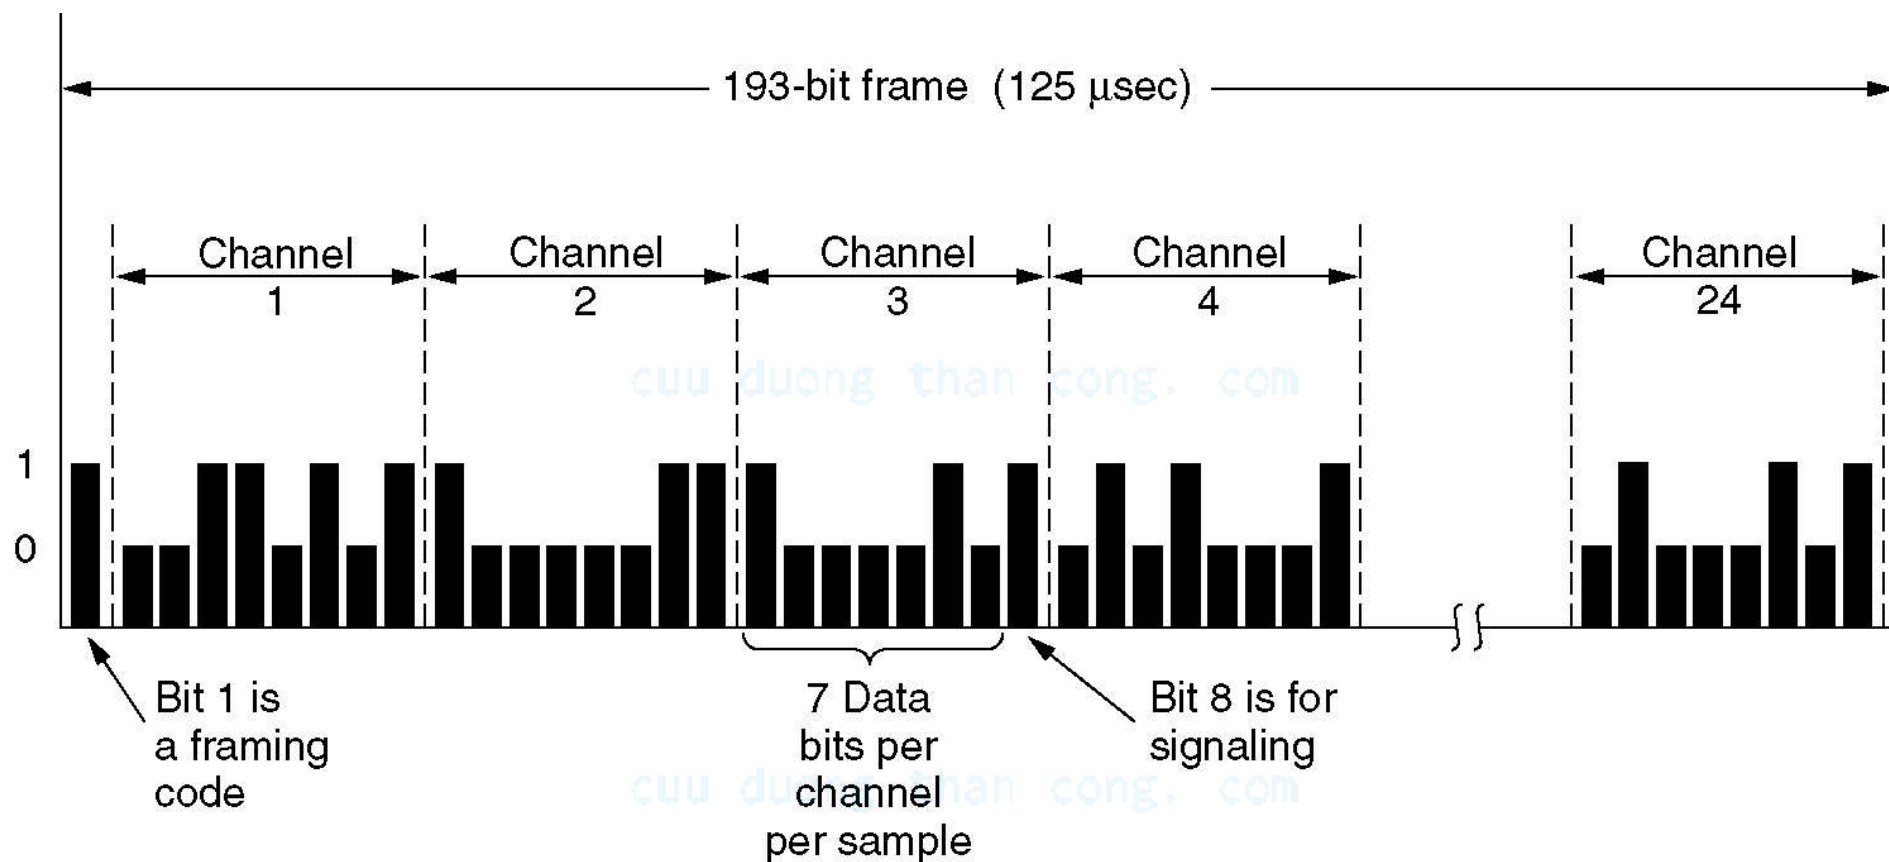 193-bit frame (125 μsec)
Channel
1
Channel
2
Channel
3
Channel
4
Channel
24
cuu duong than cong. com
1
0
Bit 1 is
a framing
code
7 Data
bits per
channel
per sample
Bit 8 is for
signaling
cuu duong than cong. com